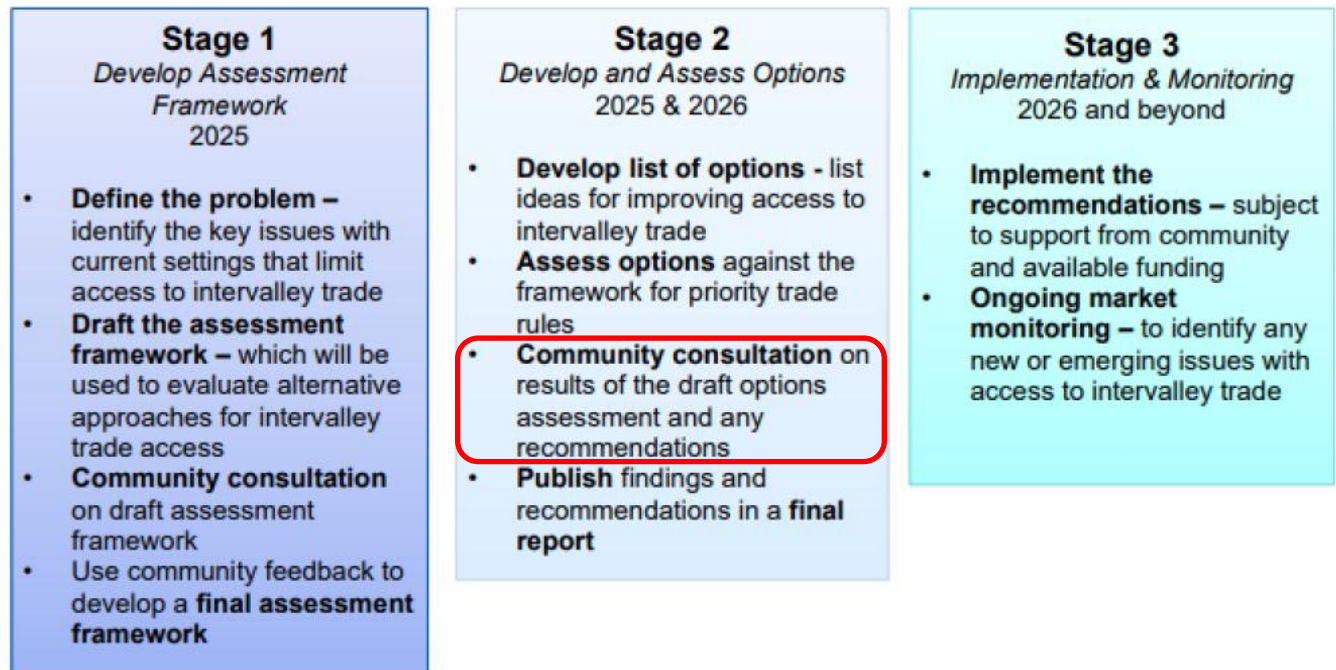 Stage 1
Develop Assessment
Framework
2025
• Define the problem –
identify the key issues with
current settings that limit
access to intervalley trade
• Draft the assessment
framework – which will be
used to evaluate alternative
approaches for intervalley
trade access
• Community consultation
on draft assessment
framework
• Use community feedback to
develop a final assessment
framework
Stage 2
Develop and Assess Options
2025 & 2026
• Develop list of options - list
ideas for improving access to
intervalley trade
• Assess options against the
framework for priority trade
rules
• Community consultation on
results of the draft options
assessment and any
recommendations
• Publish findings and
recommendations in a final
report
Stage 3
Implementation & Monitoring
2026 and beyond
• Implement the
recommendations – subject
to support from community
and available funding
• Ongoing market
monitoring – to identify any
new or emerging issues with
access to intervalley trade